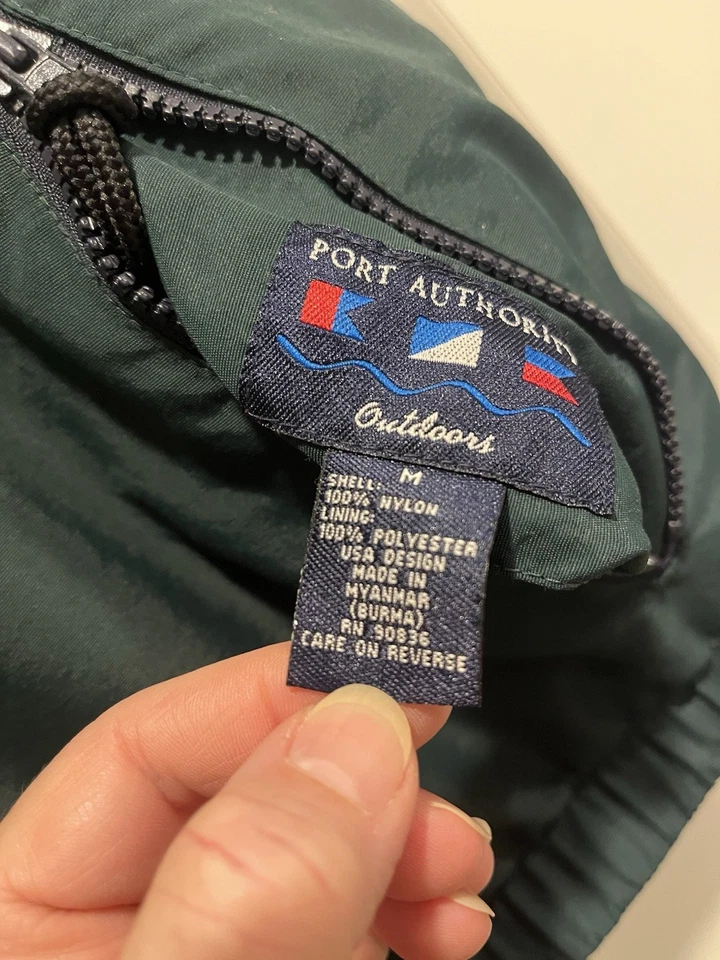 PORT AUTHORITY
Outdoors
M
SHELL:
100% NYLON
LINING:
100% POLYESTER
USA DESIGN
MADE IN
MYANMAR
(BURMA)
RN 90836
CARE ON REVERSE